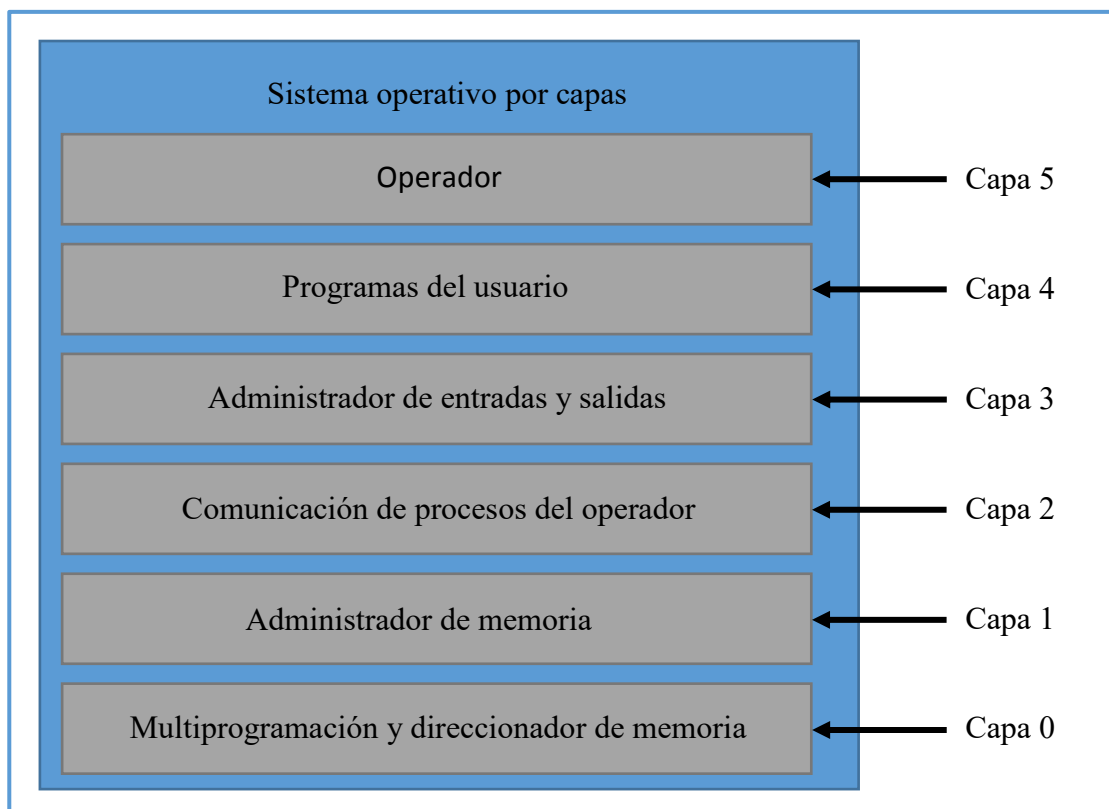 Sistema operativo por capas
Operador
Capa 5
Programas del usuario
Capa 4
Administrador de entradas y salidas
Capa 3
Comunicación de procesos del operador
Capa 2
Administrador de memoria
Capa 1
Multiprogramación y direccionador de memoria
Capa 0